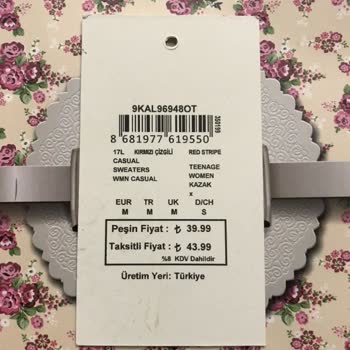 9KAL96948OT
8 681977 619550
399199
17L KIRMIZI ÇİZGİLİ RED STRIPE
CASUAL
SWEATERS TEENAGE
WMN CASUAL WOMEN
KAZAK
x
EUR TR UK D/CH
M M M S
Peşin Fiyat : ₺ 39.99
Taksitli Fiyat : ₺ 43.99
%8 KDV Dahildir
Üretim Yeri: Türkiye